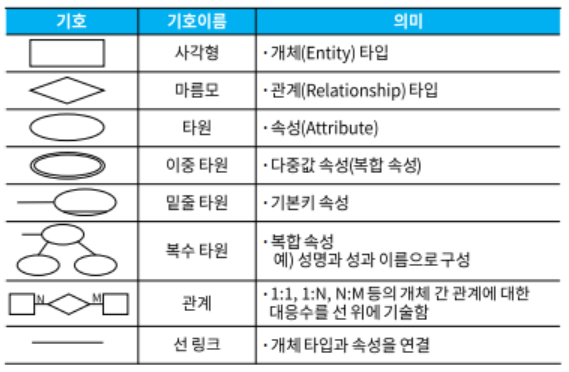 기호 기호이름 의미
사각형 · 개체(Entity) 타입
마름모 · 관계(Relationship) 타입
타원 · 속성(Attribute)
이중 타원 · 다중값 속성(복합 속성)
밑줄 타원 · 기본키 속성
복수 타원 · 복합 속성
예) 성명과 성과 이름으로 구성
N M 관계 · 1:1, 1:N, N:M 등의 개체 간 관계에 대한
대응수를 선 위에 기술함
선 링크 · 개체 타입과 속성을 연결